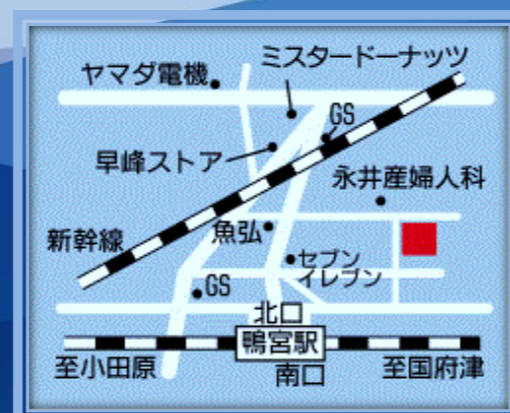 ミスタードーナッツ
ヤマダ電機
GS
早峰ストア
永井産婦人科
新幹線
魚弘
セブン
イレブン
GS
北口
鴨宮駅
至小田原
南口
至国府津